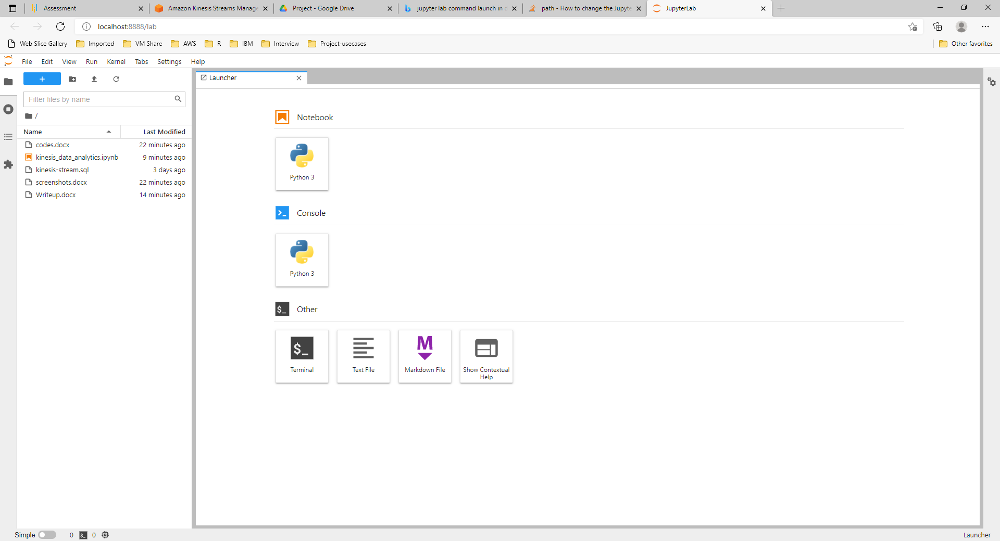 Assessment
Amazon Kinesis Streams Manage
Project - Google Drive
jupyter lab command launch in c
path - How to change the Jupyte
JupyterLab
localhost:8888/lab
Web Slice Gallery
Imported
VM Share
AWS
R
IBM
Interview
Project-usecases
Other favorites
File
Edit
View
Run
Kernel
Tabs
Settings
Help
Launcher
Filter files by name
/
Name
Last Modified
codes.docx
22 minutes ago
kinesis_data_analytics.ipynb
9 minutes ago
kinesis-stream.sql
3 days ago
screenshots.docx
22 minutes ago
Writeup.docx
14 minutes ago
Notebook
Python 3
Console
Python 3
$_ Other
$_
Terminal
Text File
M
Markdown File
Show Contextual
Help
Simple
0
$_
0
Launcher